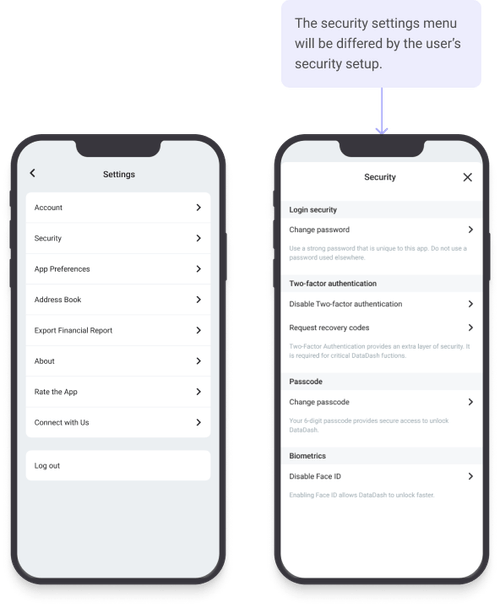 The security settings menu
will be differed by the user's
security setup.
Settings
Account
Security
App Preferences
Address Book
Export Financial Report
About
Rate the App
Connect with Us
Log out
Security
Login security
Change password
Use a strong password that is unique to this app. Do not use a
password used elsewhere.
Two-factor authentication
Disable Two-factor authentication
Request recovery codes
Two-Factor Authentication provides an extra layer of security. It
is required for critical DataDash fuctions.
Passcode
Change passcode
Your 6-digit passcode provides secure access to unlock
DataDash.
Biometrics
Disable Face ID
Enabling Face ID allows DataDash to unlock faster.